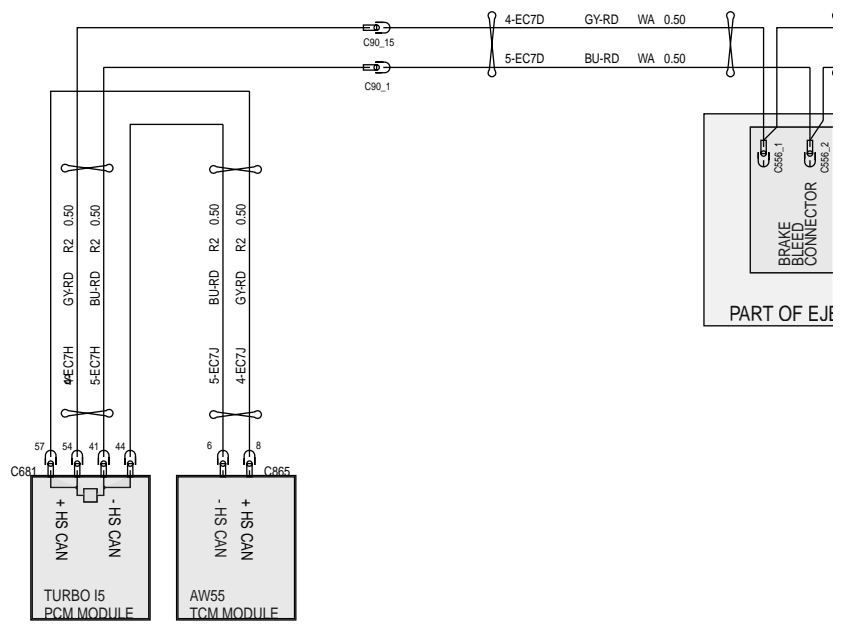 4-EC7D GY-RD WA 0.50
C90_15
5-EC7D BU-RD WA 0.50
C90_1
C556_1
C556_2
BRAKE
BLEED
CONNECTOR
PART OF EJE
GY-RD R2 0.50
5-EC7H BU-RD R2 0.50
5-EC7J BU-RD R2 0.50
4-EC7J GY-RD R2 0.50
57 54 41 44
6 8
C681
C865
+ HS CAN
- HS CAN
- HS CAN
+ HS CAN
TURBO I5
PCM MODULE
AW55
TCM MODULE